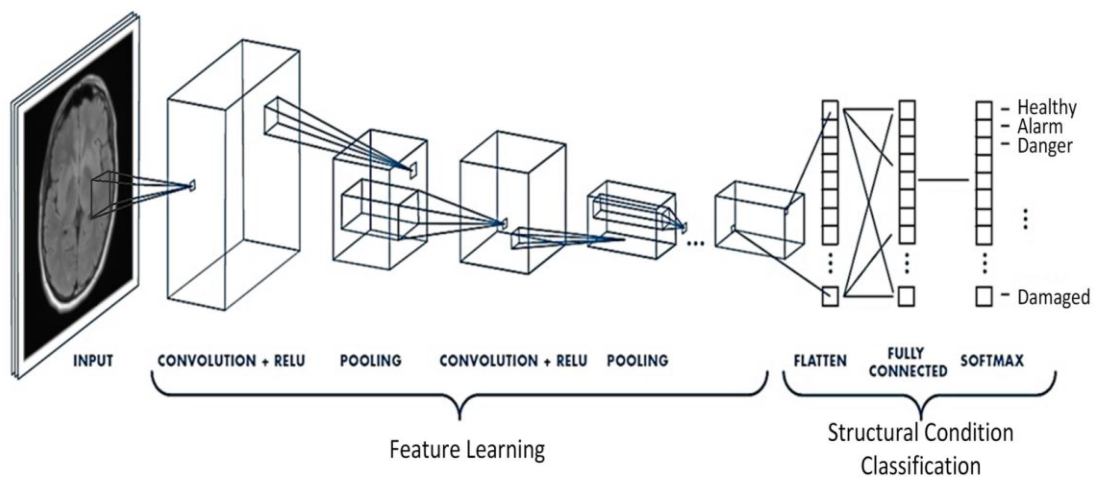 Healthy
Alarm
Danger
Damaged
INPUT
CONVOLUTION + RELU
POOLING
CONVOLUTION + RELU
POOLING
FLATTEN
FULLY
CONNECTED
SOFTMAX
Feature Learning
Structural Condition
Classification